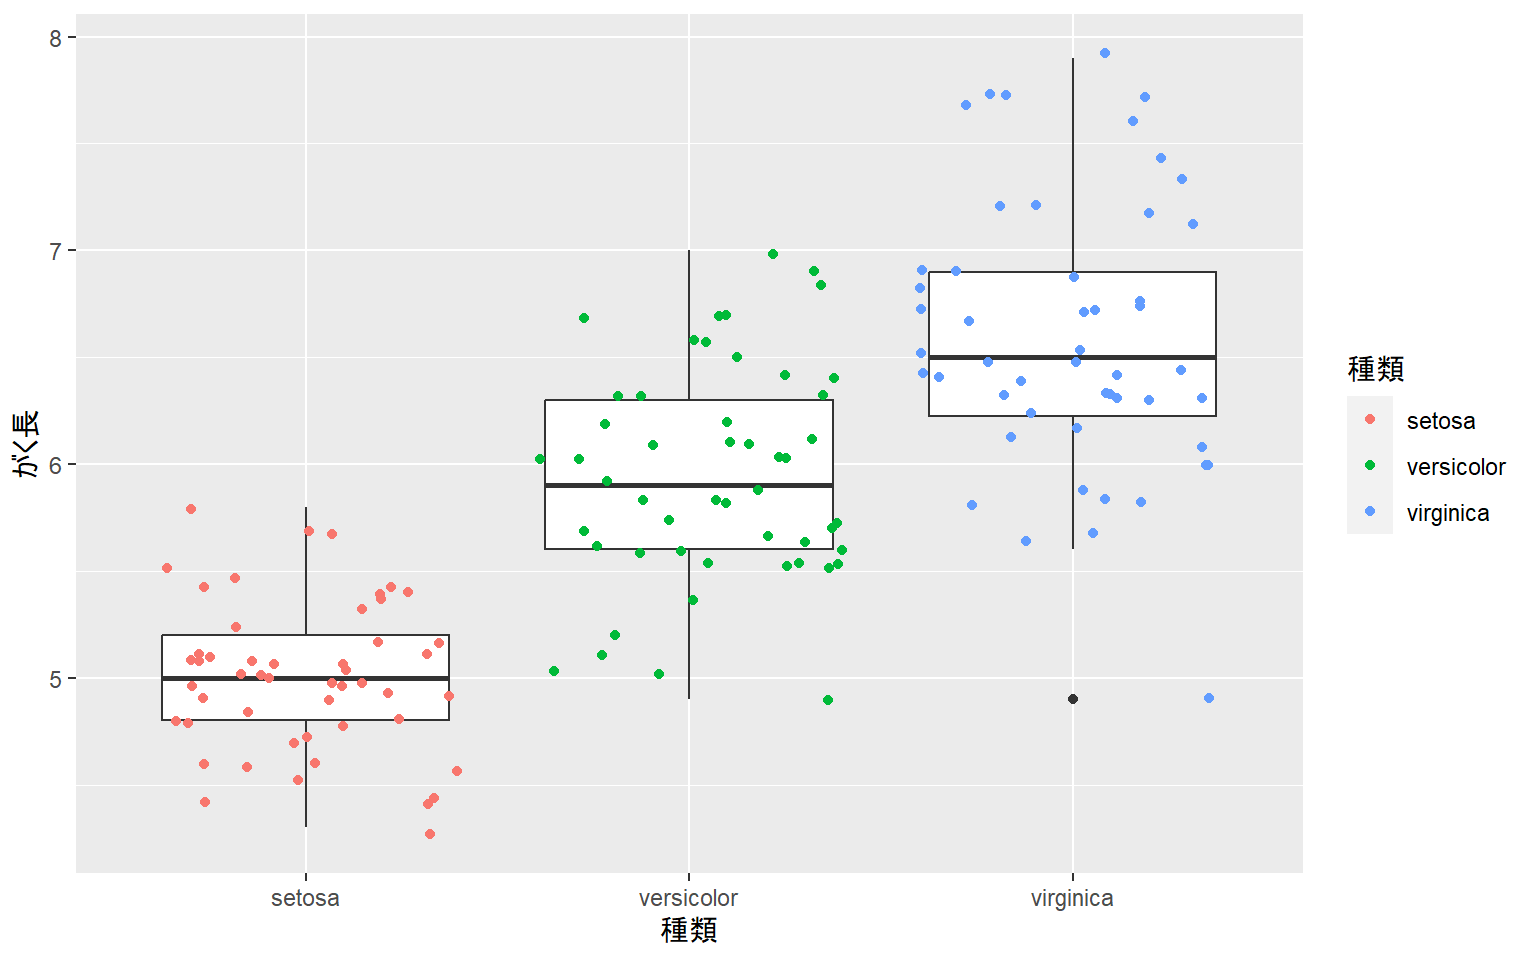 がく長
8
7
6
5
setosa
versicolor
virginica
種類
種類
setosa
versicolor
virginica